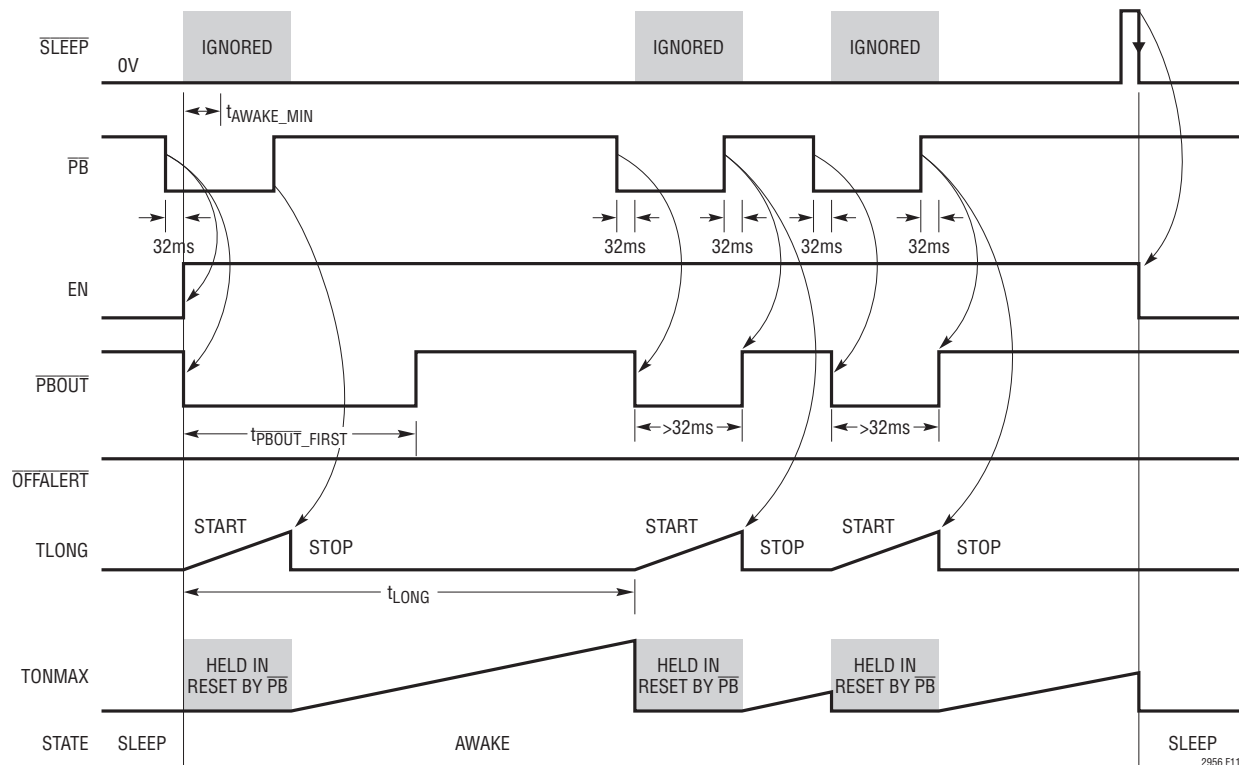 SLEEP
0V
IGNORED
IGNORED
IGNORED
tAWAKE_MIN
PB
32ms
32ms
32ms
32ms
32ms
EN
PBOUT
tPBOUT_FIRST
>32ms
>32ms
OFFALERT
TLONG
START
STOP
START
STOP
START
STOP
tLONG
TONMAX
HELD IN
RESET BY PB
HELD IN
RESET BY PB
HELD IN
RESET BY PB
STATE
SLEEP
AWAKE
SLEEP
2956 F11